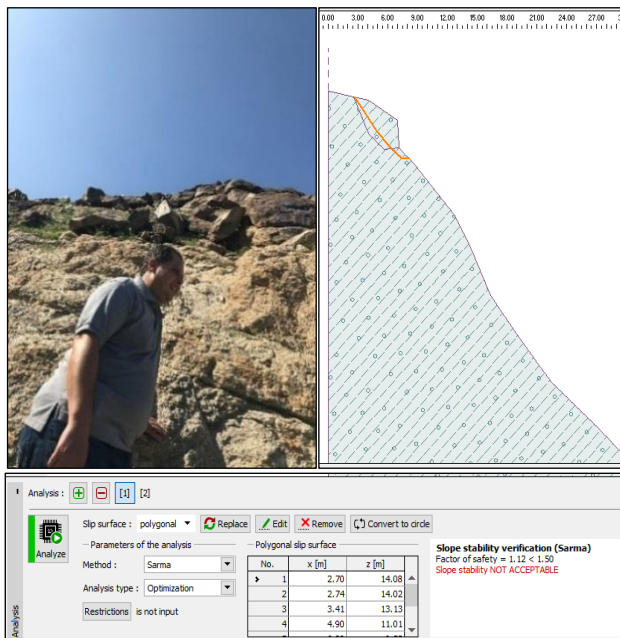 0.00 3.00 6.00 9.00 12.00 15.00 18.00 21.00 24.00 27.00
Analysis : [1] [2]
Analyze
Slip surface : polygonal Replace Edit Remove Convert to circle
Parameters of the analysis
Method : Sarma
Analysis type : Optimization
Restrictions is not input
Polygonal slip surface
No. x [m] z [m]
> 1 2.70 14.08
2 2.74 14.02
3 3.41 13.13
4 4.90 11.01
Slope stability verification (Sarma)
Factor of safety = 1.12 < 1.50
Slope stability NOT ACCEPTABLE
Analysis